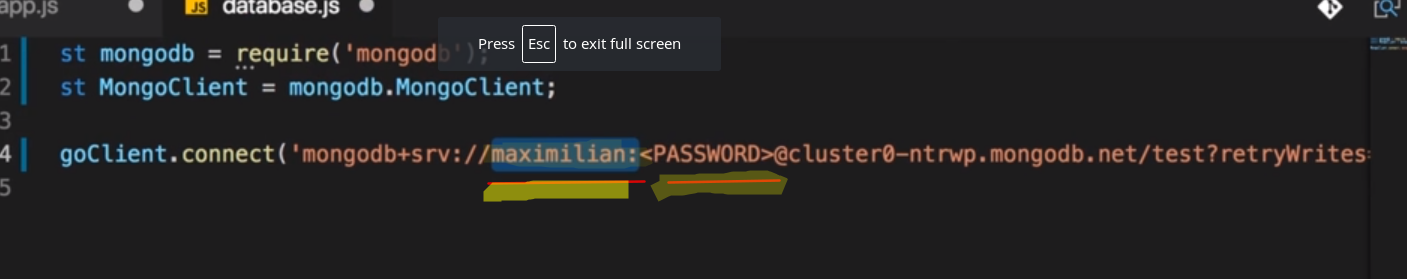 app.js JS database.js
Press Esc to exit full screen
1 st mongodb = require('mongodb');
2 st MongoClient = mongodb.MongoClient;
3
4 goClient.connect('mongodb+srv://maximilian:<PASSWORD>@cluster0-ntrwp.mongodb.net/test?retryWrites=
5